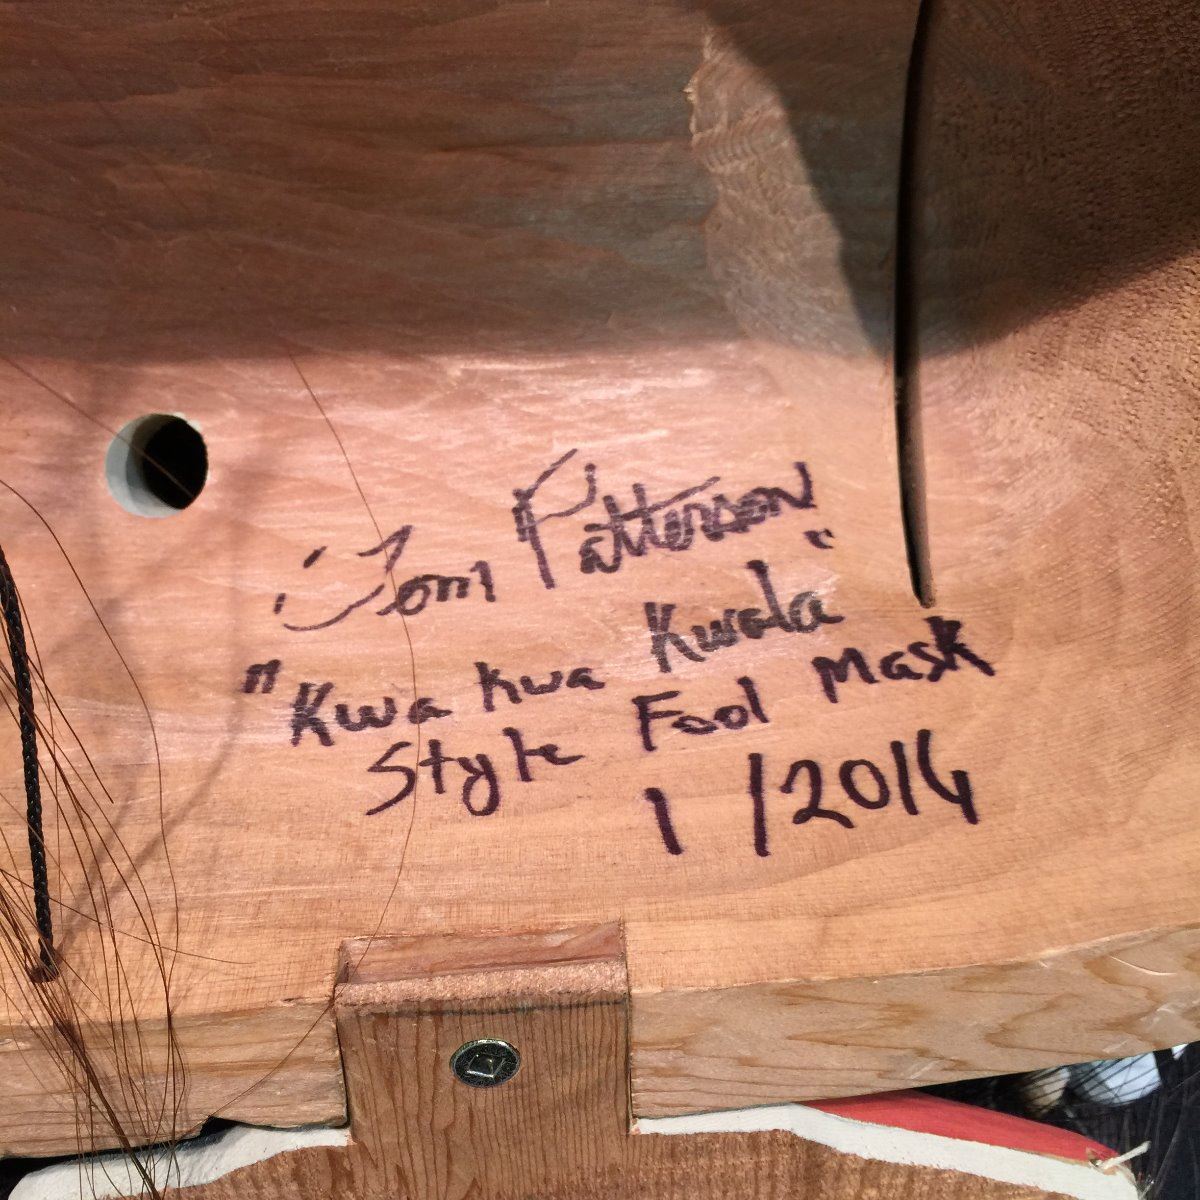 Tom Patterson
"Kwa kwa Kwala"
Style Fool Mask
1/2014